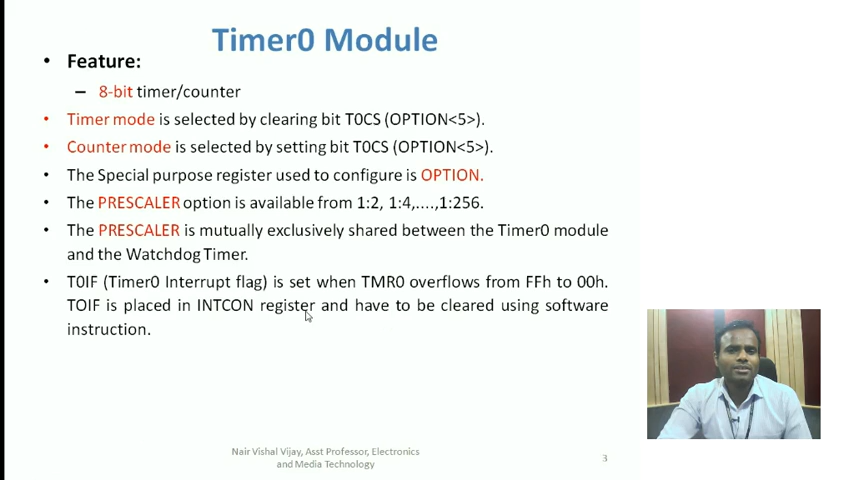 Timer0 Module
• Feature:
– 8-bit timer/counter
• Timer mode is selected by clearing bit T0CS (OPTION<5>).
• Counter mode is selected by setting bit T0CS (OPTION<5>).
• The Special purpose register used to configure is OPTION.
• The PRESCALER option is available from 1:2, 1:4,....,1:256.
• The PRESCALER is mutually exclusively shared between the Timer0 module
and the Watchdog Timer.
• T0IF (Timer0 Interrupt flag) is set when TMR0 overflows from FFh to 00h.
TOIF is placed in INTCON register and have to be cleared using software
instruction.
Nair Vishal Vijay, Asst Professor, Electronics
and Media Technology
3